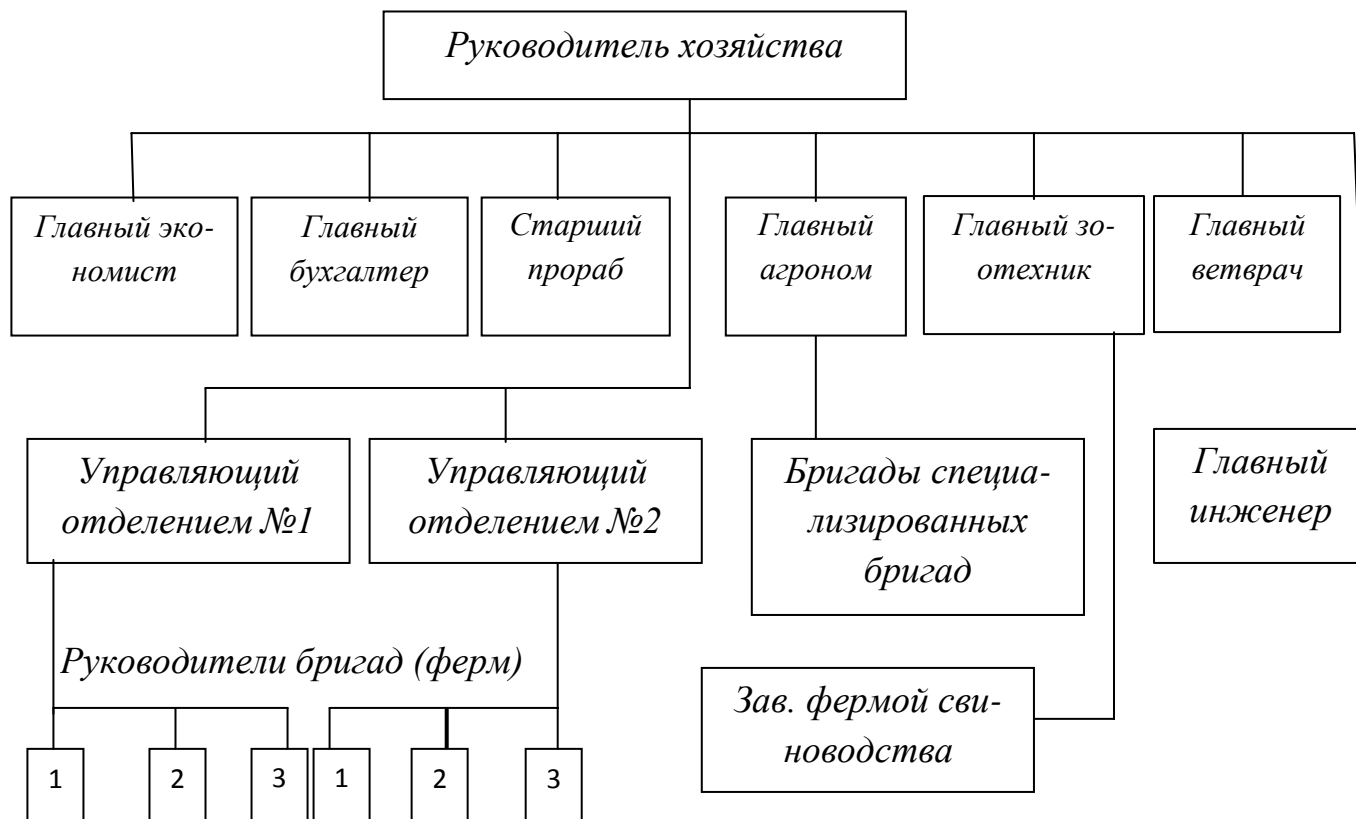 Руководитель хозяйства
Главный эко-
номист
Главный
бухгалтер
Старший
прораб
Главный
агроном
Главный зо-
отехник
Главный
ветврач
Управляющий
отделением №1
Управляющий
отделением №2
Бригады специа-
лизированных
бригад
Главный
инженер
Руководители бригад (ферм)
Зав. фермой сви-
новодства
1 2 3 1 2 3